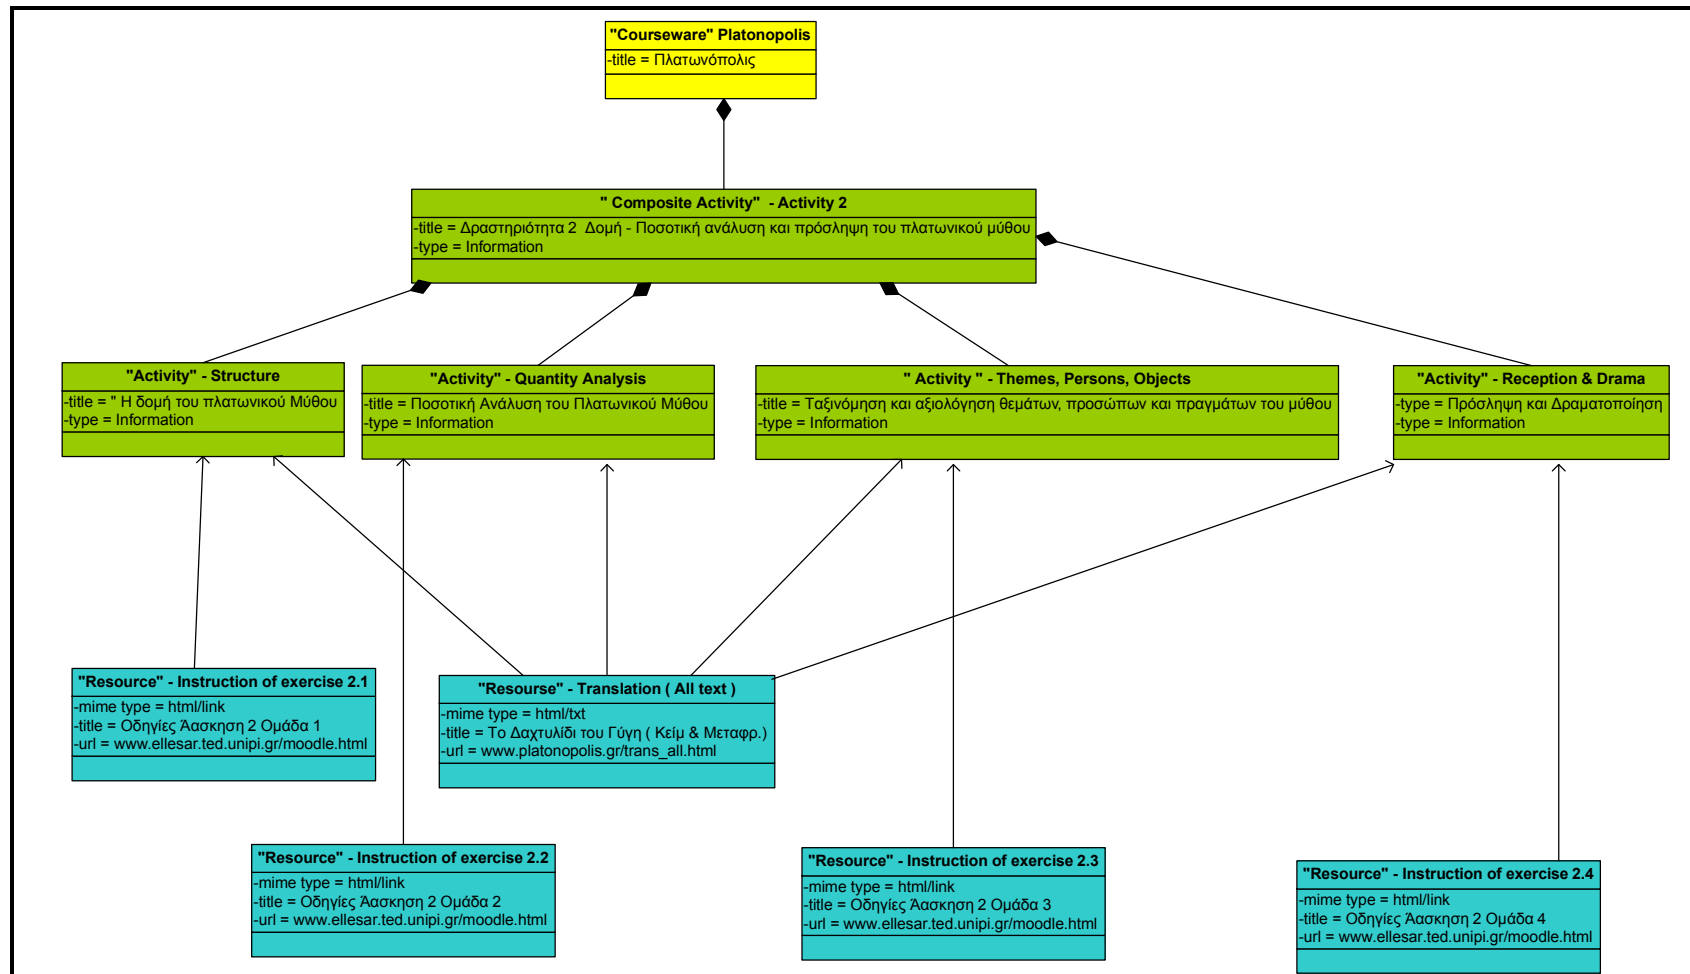 "Courseware" Platonopolis
-title = Πλατωνόπολις
" Composite Activity" - Activity 2
-title = Δραστηριότητα 2 Δομή - Ποσοτική ανάλυση και πρόσληψη του πλατωνικού μύθου
-type = Information
"Activity" - Structure
-title = " Η δομή του πλατωνικού Μύθου
-type = Information
"Activity" - Quantity Analysis
-title = Ποσοτική Ανάλυση του Πλατωνικού Μύθου
-type = Information
" Activity " - Themes, Persons, Objects
-title = Ταξινόμηση και αξιολόγηση θεμάτων, προσώπων και πραγμάτων του μύθου
-type = Information
"Activity" - Reception & Drama
-type = Πρόσληψη και Δραματοποίηση
-type = Information
"Resource" - Instruction of exercise 2.1
-mime type = html/link
-title = Οδηγίες Άασκηση 2 Ομάδα 1
-url = www.ellesar.ted.unipi.gr/moodle.html
"Resourse" - Translation ( All text )
-mime type = html/txt
-title = Το Δαχτυλίδι του Γύγη ( Κείμ & Μεταφρ.)
-url = www.platonopolis.gr/trans_all.html
"Resource" - Instruction of exercise 2.2
-mime type = html/link
-title = Οδηγίες Άασκηση 2 Ομάδα 2
-url = www.ellesar.ted.unipi.gr/moodle.html
"Resource" - Instruction of exercise 2.3
-mime type = html/link
-title = Οδηγίες Άασκηση 2 Ομάδα 3
-url = www.ellesar.ted.unipi.gr/moodle.html
"Resource" - Instruction of exercise 2.4
-mime type = html/link
-title = Οδηγίες Άασκηση 2 Ομάδα 4
-url = www.ellesar.ted.unipi.gr/moodle.html